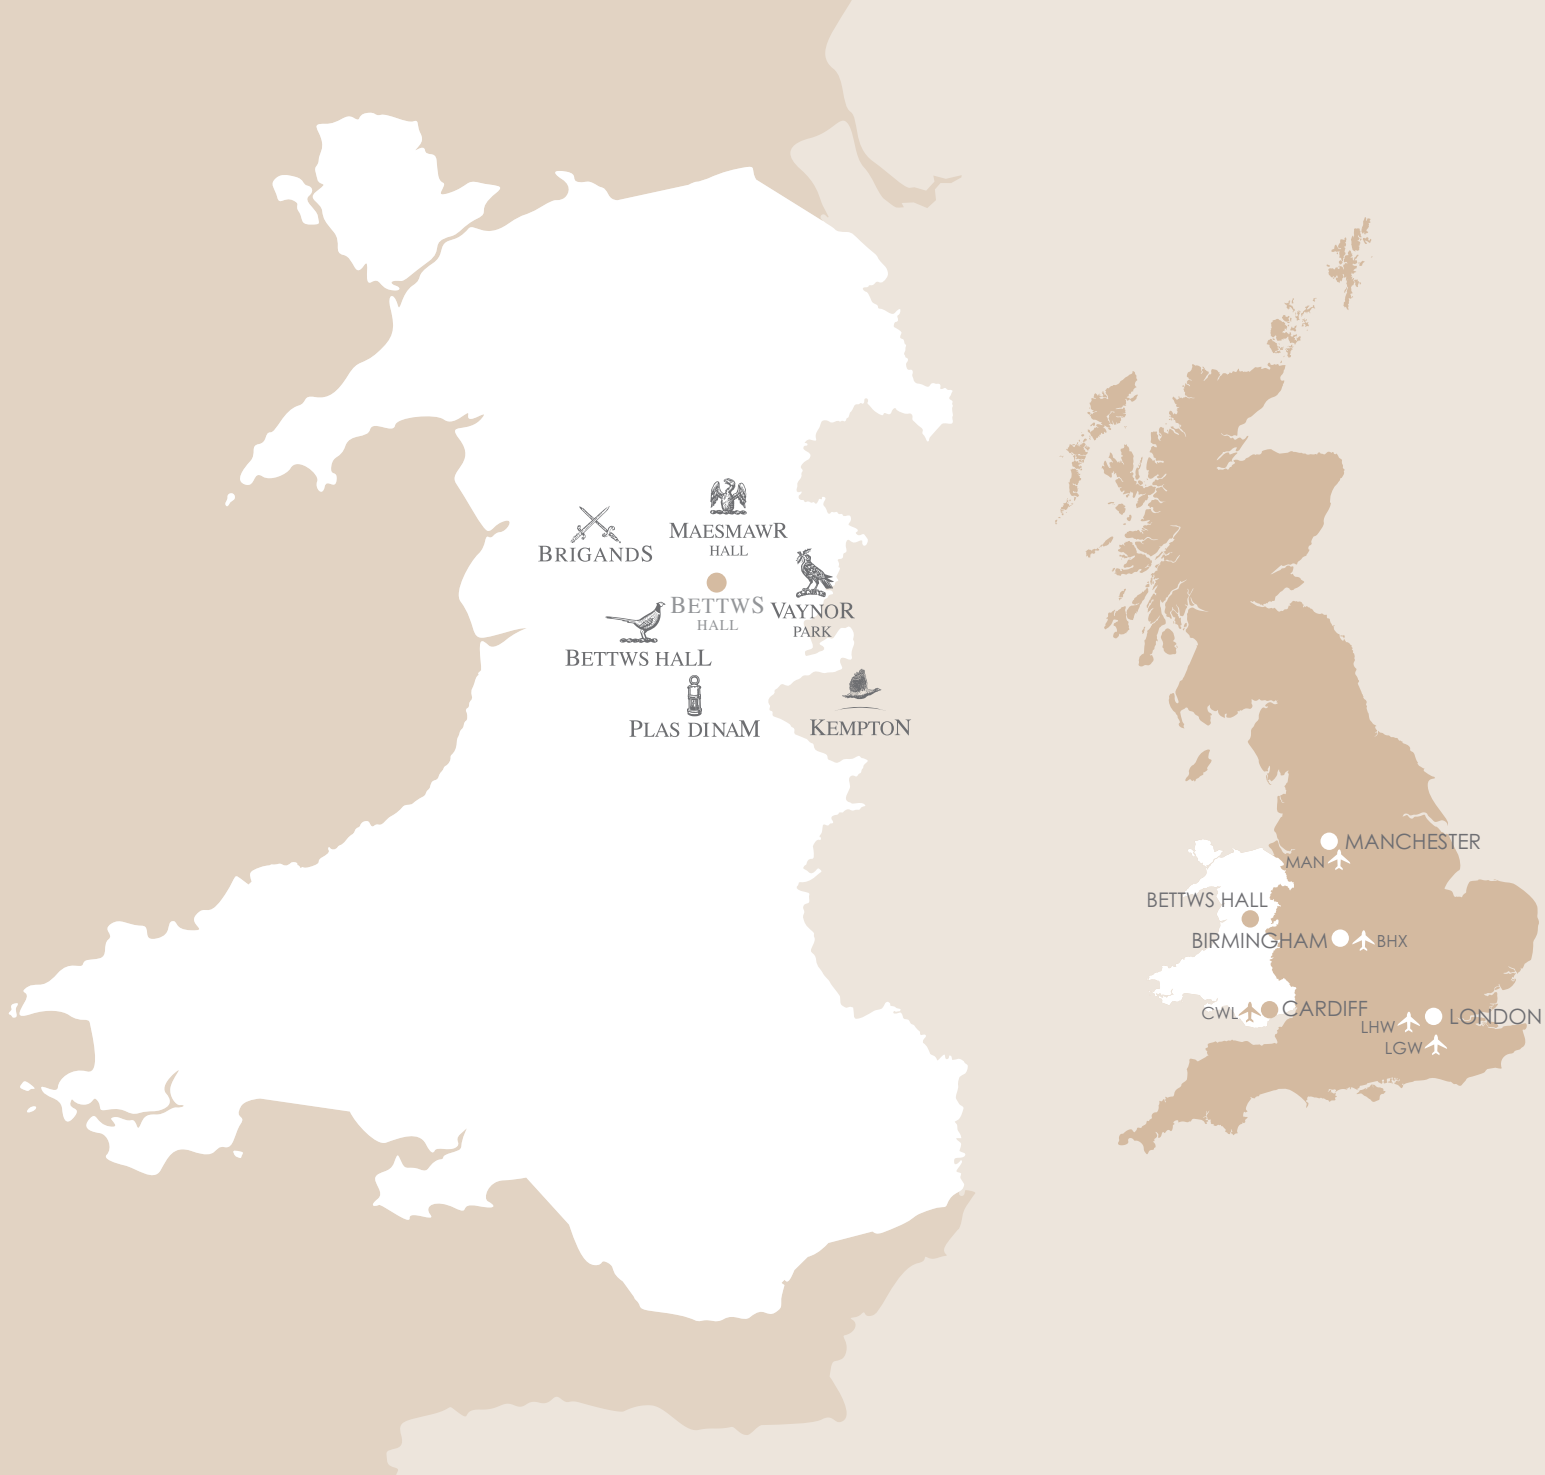 MAESMAWR
HALL
BRIGANDS
BETTWS
HALL
VAYNOR
PARK
BETTWS HALL
PLAS DINAM
KEMPTON
MANCHESTER
MAN
BETTWS HALL
BIRMINGHAM
BHX
CWL
CARDIFF
LHW
LONDON
LGW